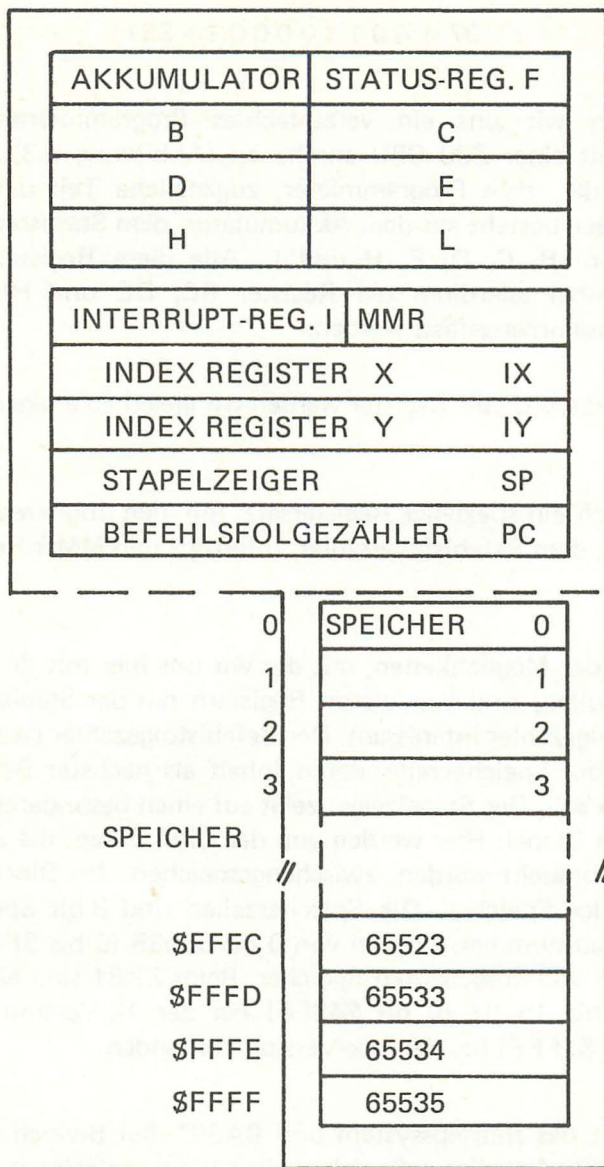 AKKUMULATOR STATUS-REG. F
B C
D E
H L
INTERRUPT-REG. I MMR
INDEX REGISTER X IX
INDEX REGISTER Y IY
STAPELZEIGER SP
BEFEHLSFOLGEZÄHLER PC
0 SPEICHER 0
1 1
2 2
3 3
SPEICHER
$FFFC 65523
$FFFD 65533
$FFFE 65534
$FFFF 65535